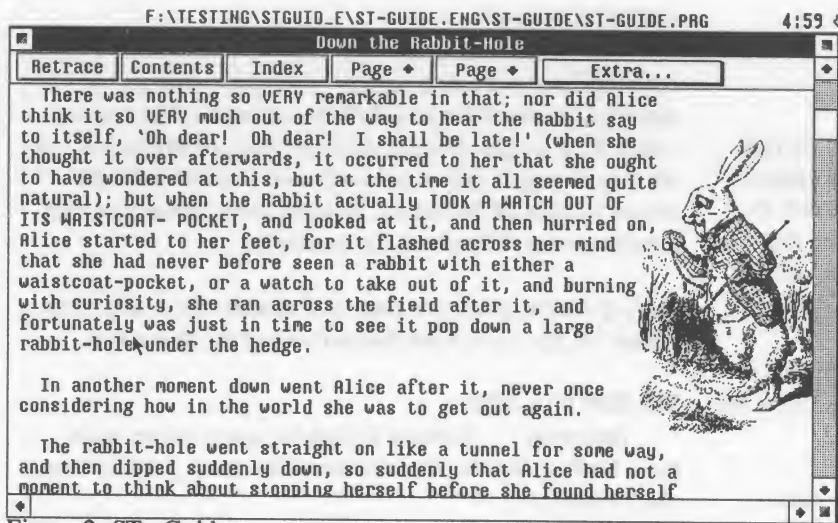 F:\TESTING\STGUID_E\ST-GUIDE.ENG\ST-GUIDE\ST-GUIDE.PRG 4:59
Down the Rabbit-Hole
Retrace Contents Index Page Page Extra...
There was nothing so VERY remarkable in that; nor did Alice
think it so VERY much out of the way to hear the Rabbit say
to itself, `Oh dear! Oh dear! I shall be late!' (when she
thought it over afterwards, it occurred to her that she ought
to have wondered at this, but at the time it all seemed quite
natural); but when the Rabbit actually TOOK A WATCH OUT OF
ITS WAISTCOAT- POCKET, and looked at it, and then hurried on,
Alice started to her feet, for it flashed across her mind
that she had never before seen a rabbit with either a
waistcoat-pocket, or a watch to take out of it, and burning
with curiosity, she ran across the field after it, and
fortunately was just in time to see it pop down a large
rabbit-hole under the hedge.
In another moment down went Alice after it, never once
considering how in the world she was to get out again.
The rabbit-hole went straight on like a tunnel for some way,
and then dipped suddenly down, so suddenly that Alice had not a
moment to think about stopping herself before she found herself